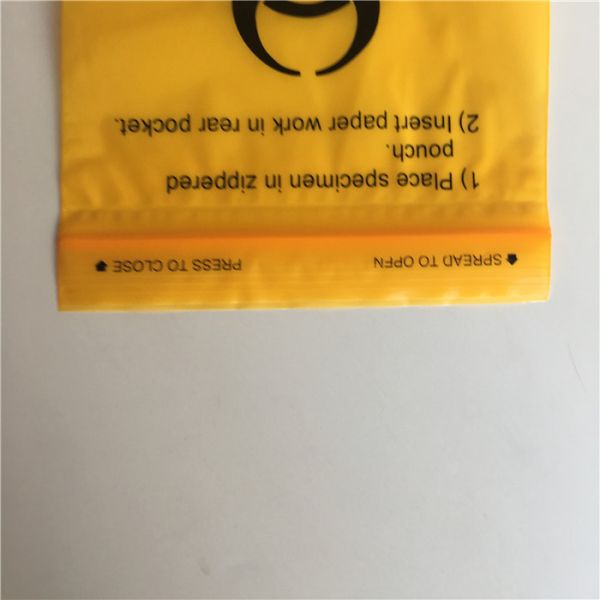 SPREAD TO OPEN PRESS TO CLOSE
1) Place specimen in zippered
pouch.
2) Insert paper work in rear pocket.